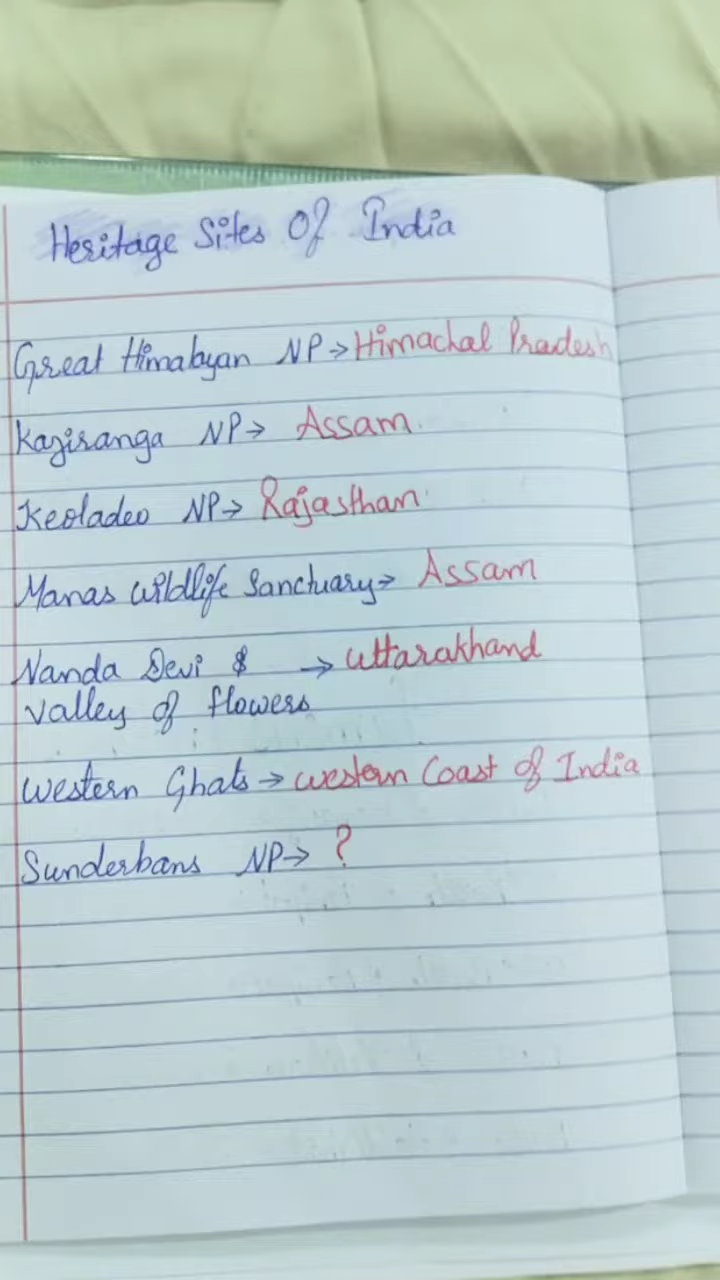 Heritage Sites Of India
Great Himalayan NP → Himachal Pradesh
Kaziranga NP → Assam.
Keoladeo NP → Rajasthan.
Manas Wildlife Sanctuary → Assam
Nanda Devi & → Uttarakhand
Valley of flowers
Western Ghats → Western Coast of India
Sunderbans NP → ?